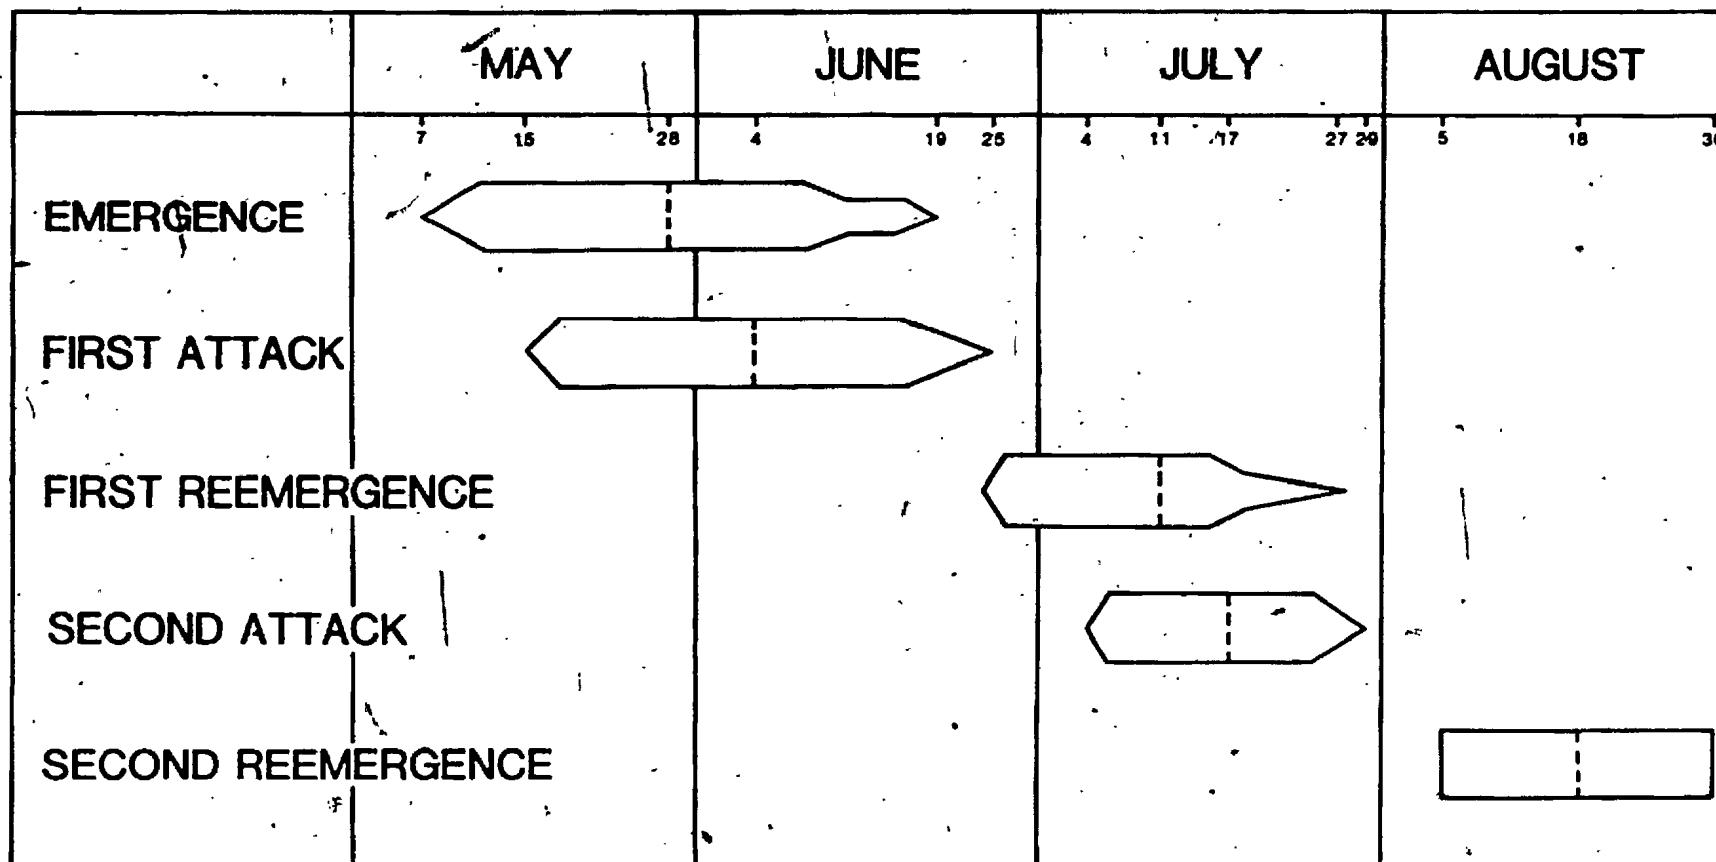 MAY JUNE JULY AUGUST
7 15 28 4 19 25 4 11 17 27 29 5 18
EMERGENCE
FIRST ATTACK
FIRST REEMERGENCE
SECOND ATTACK
SECOND REEMERGENCE